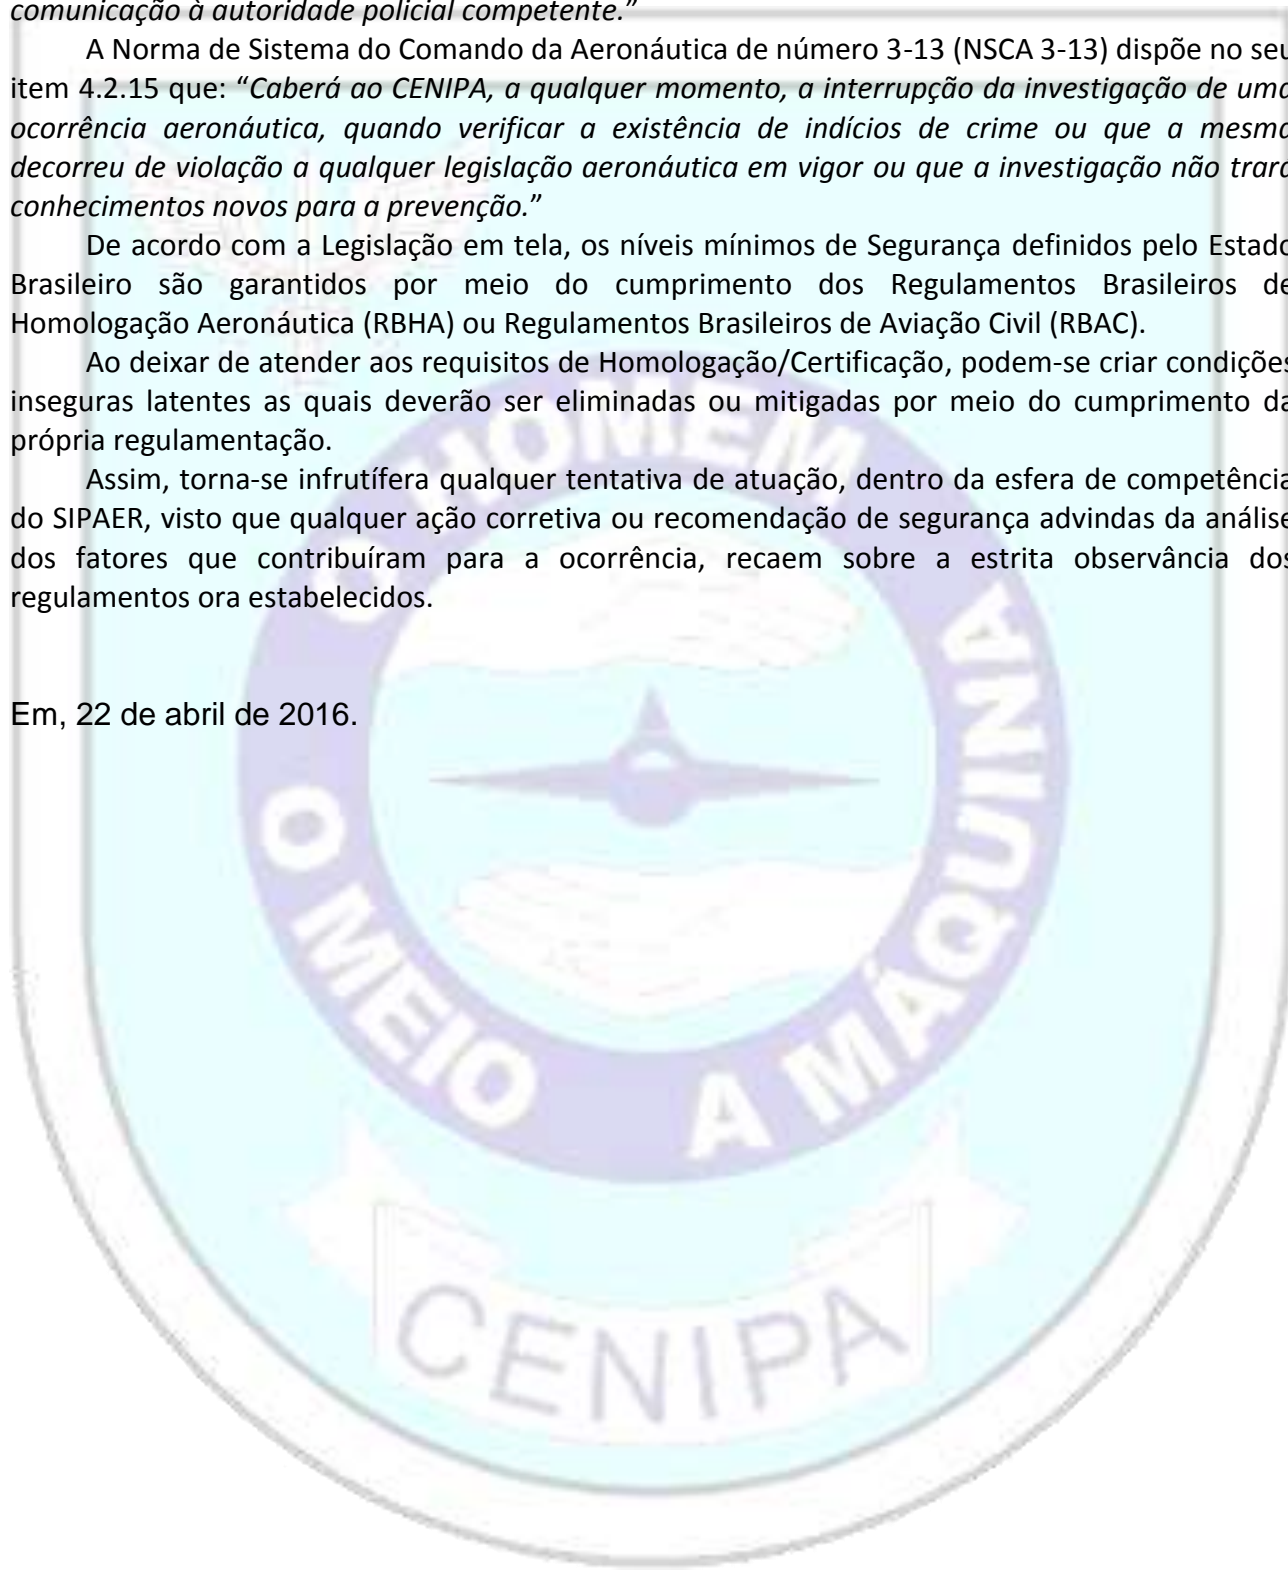 comunicação à autoridade policial competente.”
A Norma de Sistema do Comando da Aeronáutica de número 3-13 (NSCA 3-13) dispõe no seu
item 4.2.15 que: “Caberá ao CENIPA, a qualquer momento, a interrupção da investigação de uma
ocorrência aeronáutica, quando verificar a existência de indícios de crime ou que a mesma
decorreu de violação a qualquer legislação aeronáutica em vigor ou que a investigação não trará
conhecimentos novos para a prevenção.”
De acordo com a Legislação em tela, os níveis mínimos de Segurança definidos pelo Estado
Brasileiro são garantidos por meio do cumprimento dos Regulamentos Brasileiros de
Homologação Aeronáutica (RBHA) ou Regulamentos Brasileiros de Aviação Civil (RBAC).
Ao deixar de atender aos requisitos de Homologação/Certificação, podem-se criar condições
inseguras latentes as quais deverão ser eliminadas ou mitigadas por meio do cumprimento da
própria regulamentação.
Assim, torna-se infrutífera qualquer tentativa de atuação, dentro da esfera de competência
do SIPAER, visto que qualquer ação corretiva ou recomendação de segurança advindas da análise
dos fatores que contribuíram para a ocorrência, recaem sobre a estrita observância dos
regulamentos ora estabelecidos.
Em, 22 de abril de 2016.
O HOMEM
O MEIO
A MÁQUINA
CENIPA